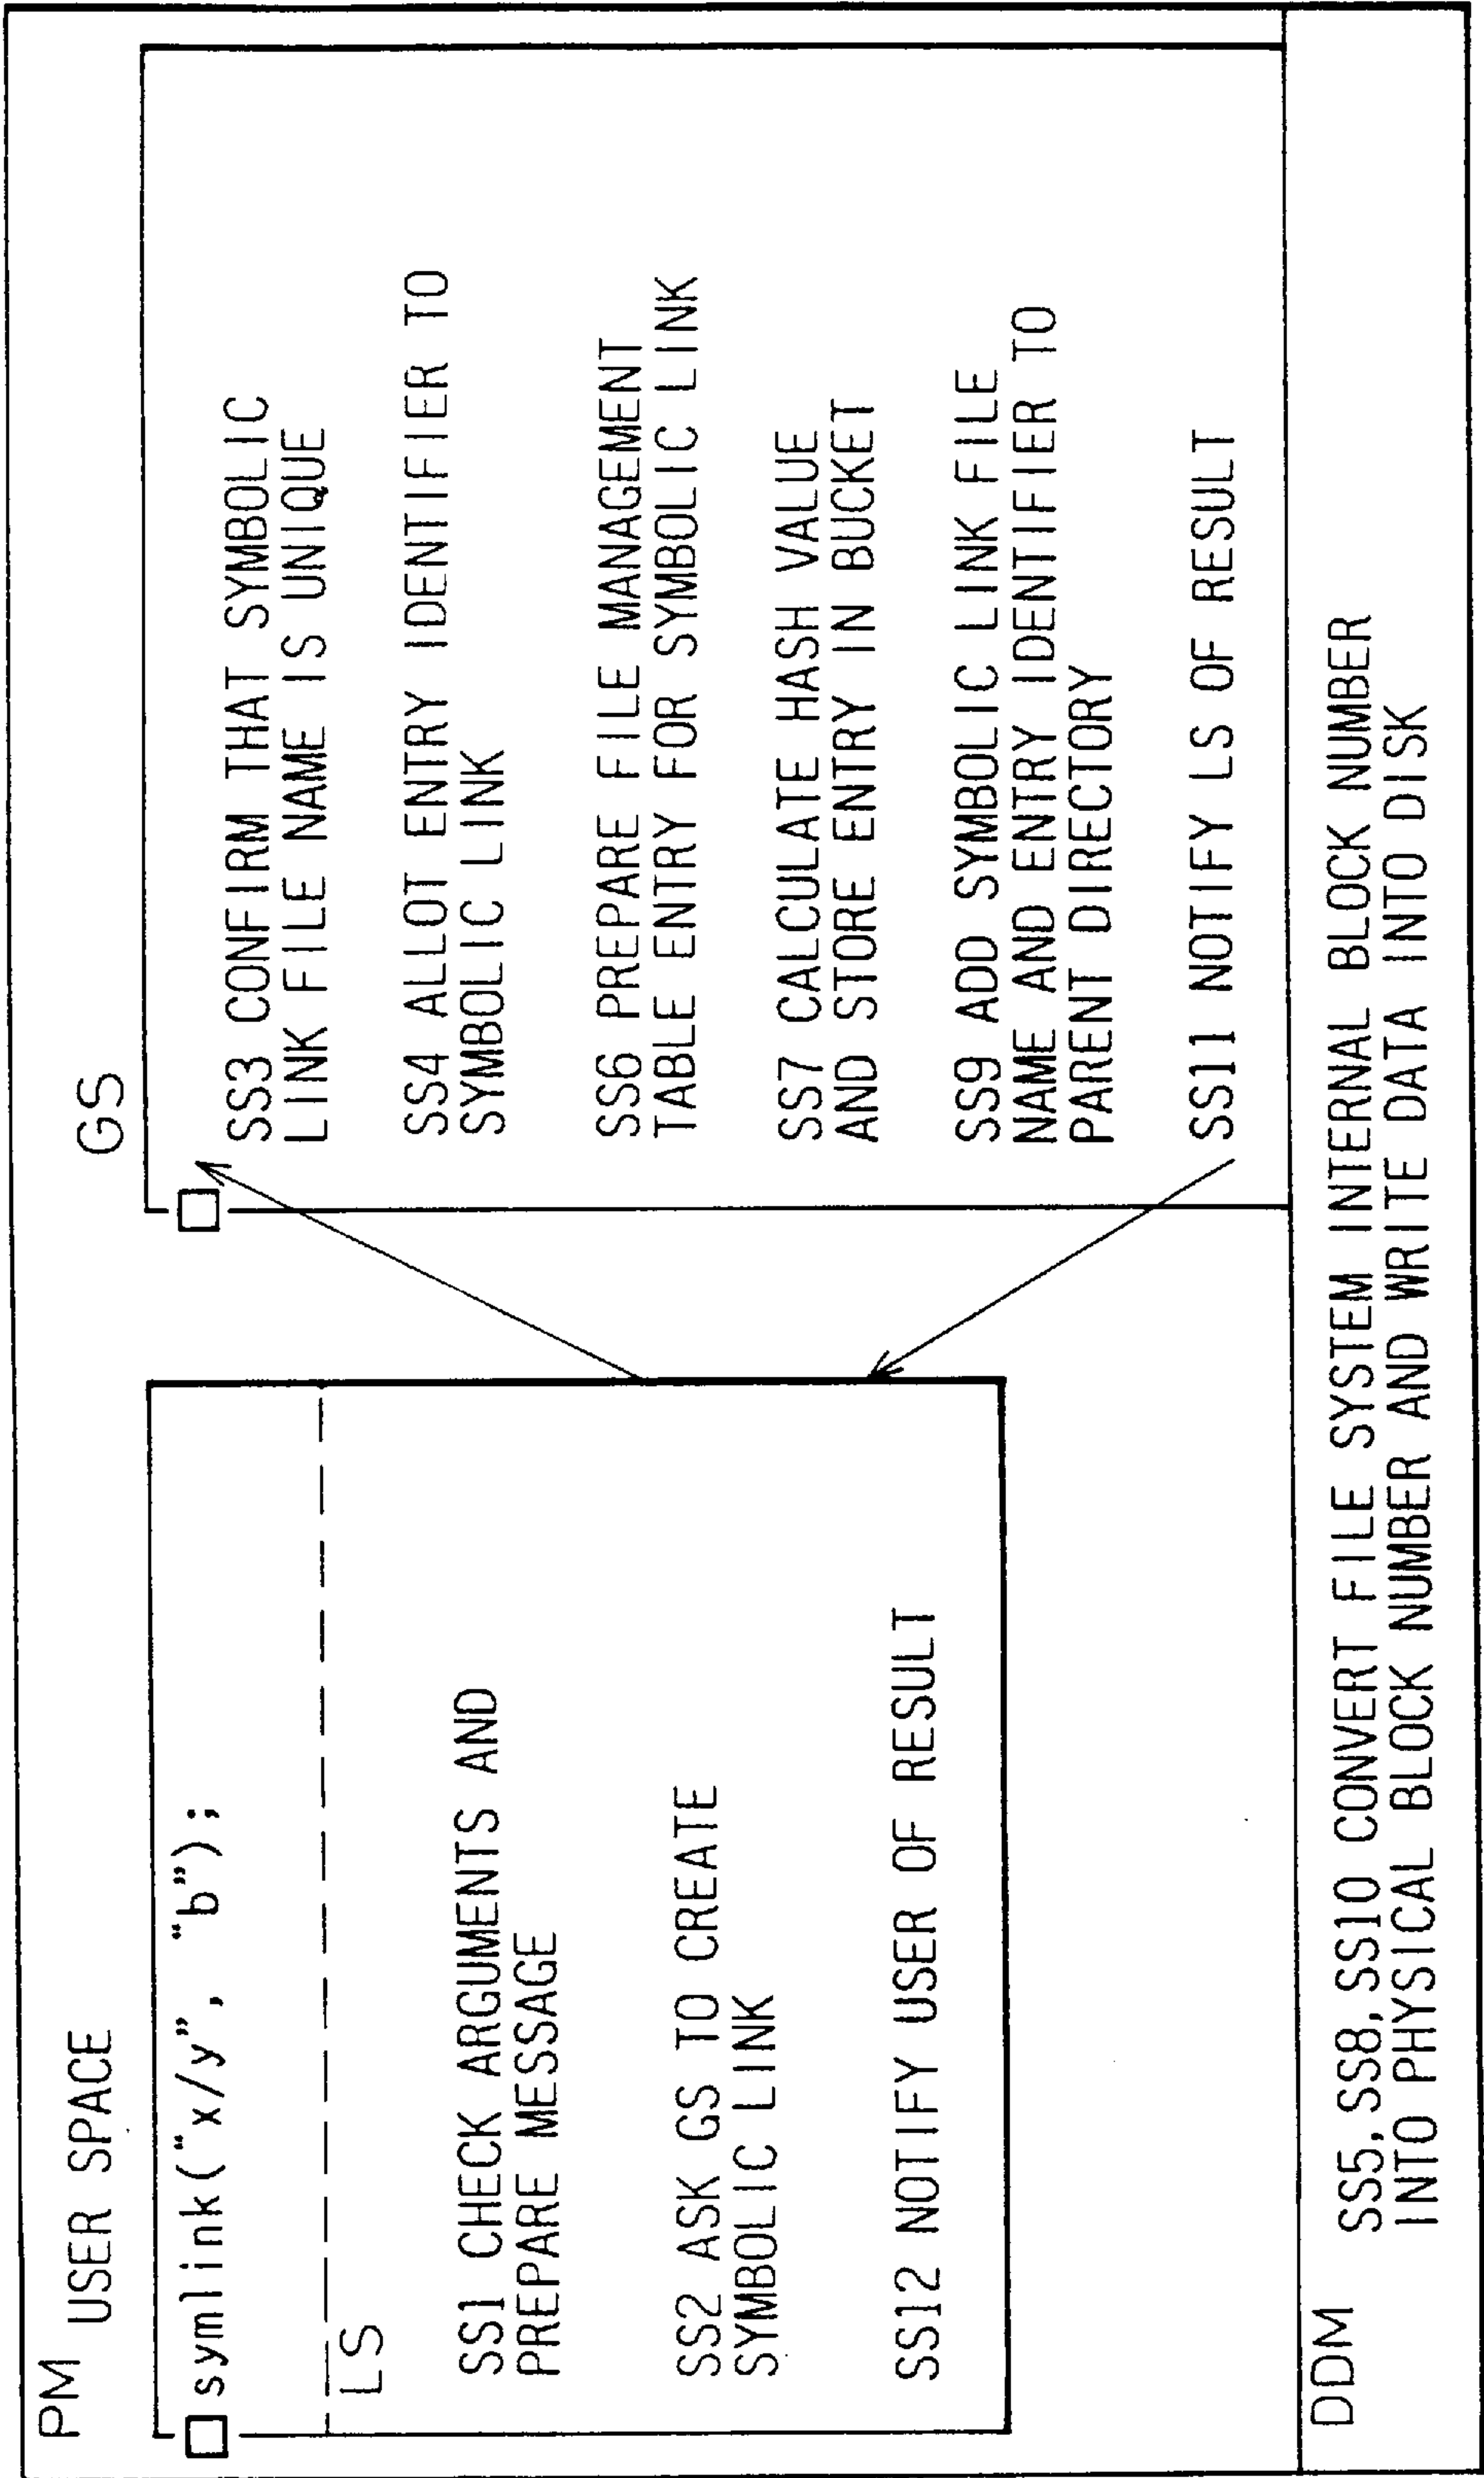 PM
USER SPACE
symlink(“x/y”, “b”);
LS
SS1 CHECK ARGUMENTS AND
PREPARE MESSAGE
SS2 ASK GS TO CREATE
SYMBOLIC LINK
SS12 NOTIFY USER OF RESULT
GS
SS3 CONFIRM THAT SYMBOLIC
LINK FILE NAME IS UNIQUE
SS4 ALLOT ENTRY IDENTIFIER TO
SYMBOLIC LINK
SS6 PREPARE FILE MANAGEMENT
TABLE ENTRY FOR SYMBOLIC LINK
SS7 CALCULATE HASH VALUE
AND STORE ENTRY IN BUCKET
SS9 ADD SYMBOLIC LINK FILE
NAME AND ENTRY IDENTIFIER TO
PARENT DIRECTORY
SS11 NOTIFY LS OF RESULT
DDM
SS5, SS8, SS10 CONVERT FILE SYSTEM INTERNAL BLOCK NUMBER
INTO PHYSICAL BLOCK NUMBER AND WRITE DATA INTO DISK